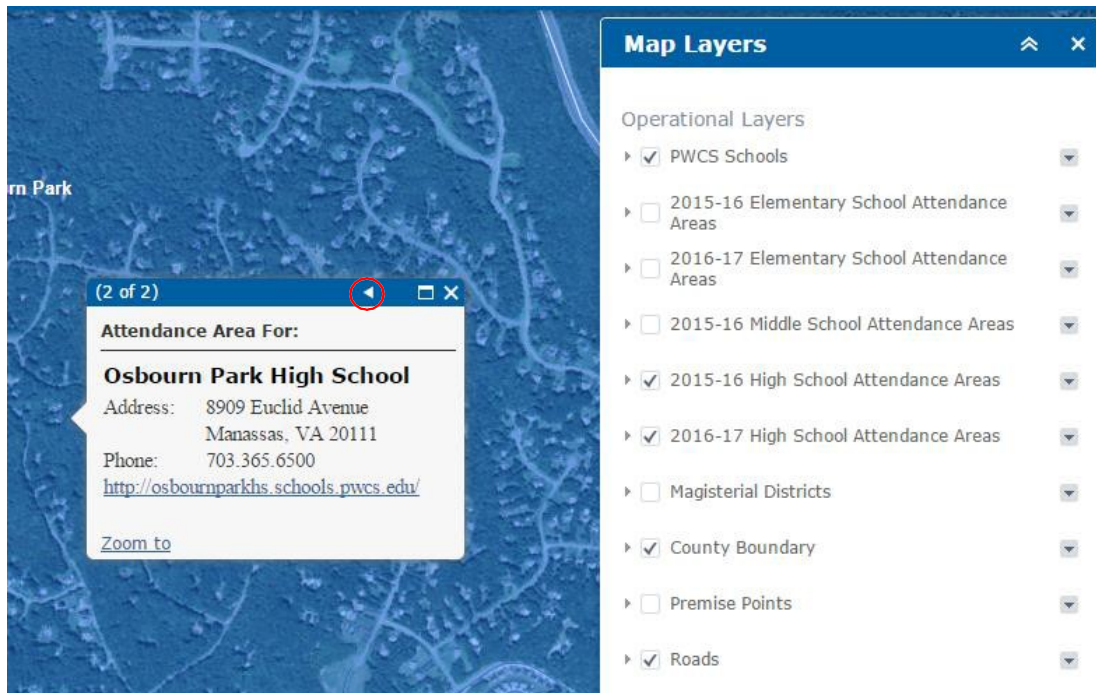 Map Layers
Operational Layers
PWCS Schools
2015-16 Elementary School Attendance
Areas
2016-17 Elementary School Attendance
Areas
2015-16 Middle School Attendance Areas
2015-16 High School Attendance Areas
2016-17 High School Attendance Areas
Magisterial Districts
County Boundary
Premise Points
Roads
rn Park
(2 of 2)
Attendance Area For:
Osbourn Park High School
Address: 8909 Euclid Avenue
Manassas, VA 20111
Phone: 703.365.6500
http://osbournparkhs.schools.pwcs.edu/
Zoom to